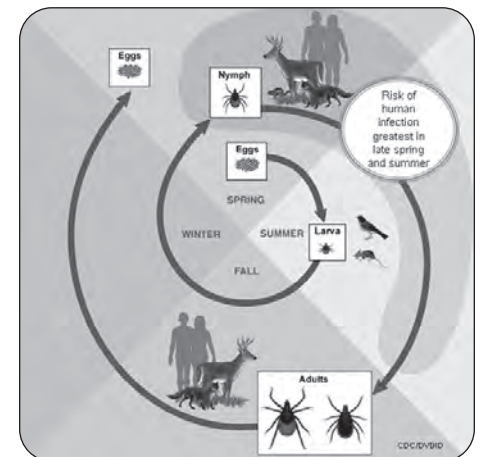 Eggs
Nymph
Risk of
human
infection
greatest in
late spring
and summer
Eggs
SPRING
WINTER
SUMMER
Larva
FALL
Adults
CDC/DVBID